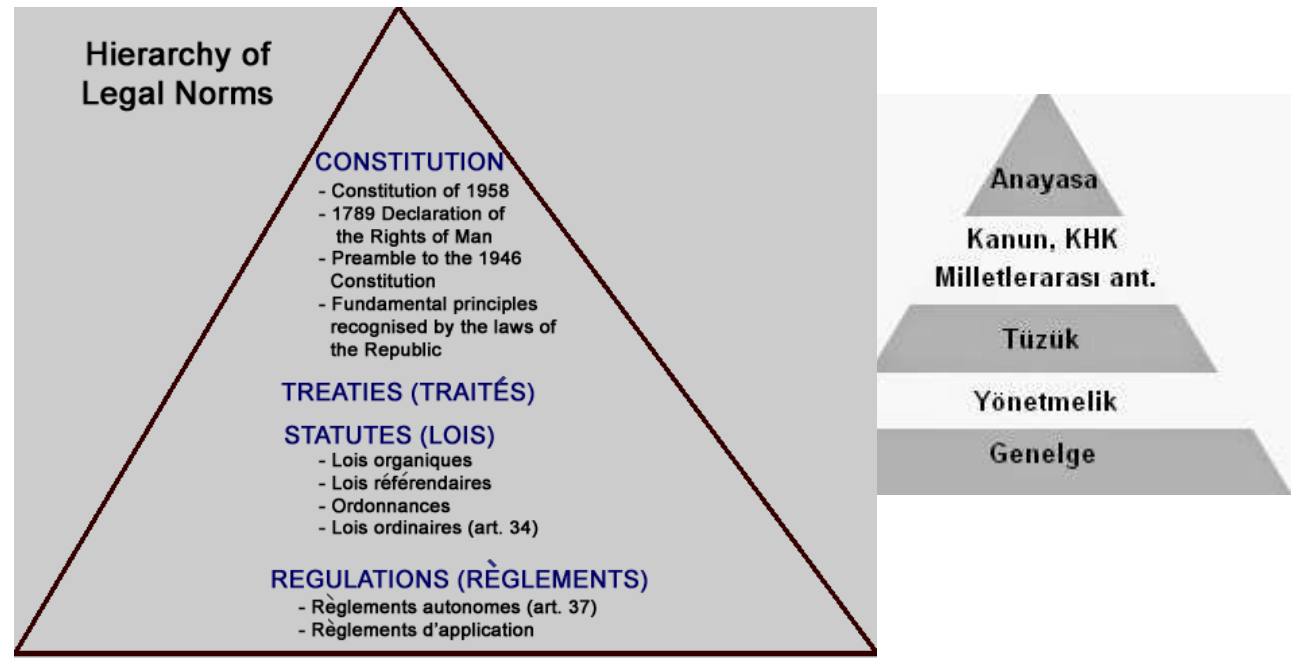 Hierarchy of
Legal Norms
CONSTITUTION
- Constitution of 1958
- 1789 Declaration of
the Rights of Man
- Preamble to the 1946
Constitution
- Fundamental principles
recognised by the laws of
the Republic
TREATIES (TRAITÉS)
STATUTES (LOIS)
- Lois organiques
- Lois référendaires
- Ordonnances
- Lois ordinaires (art. 34)
REGULATIONS (RÈGLEMENTS)
- Règlements autonomes (art. 37)
- Règlements d'application
Anayasa
Kanun, KHK
Milletlerarası ant.
Tüzük
Yönetmelik
Genelge